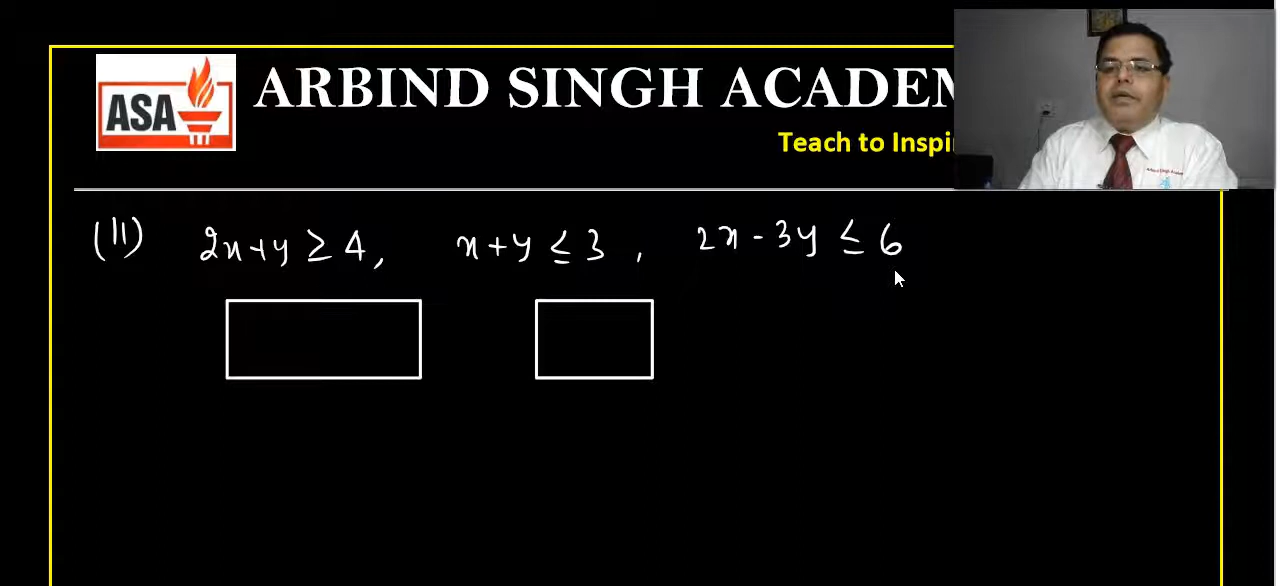 ASA
ARBIND SINGH ACADEM
Teach to Inspi
(11) 2x+y ≥ 4, x+y ≤ 3, 2x - 3y ≤ 6